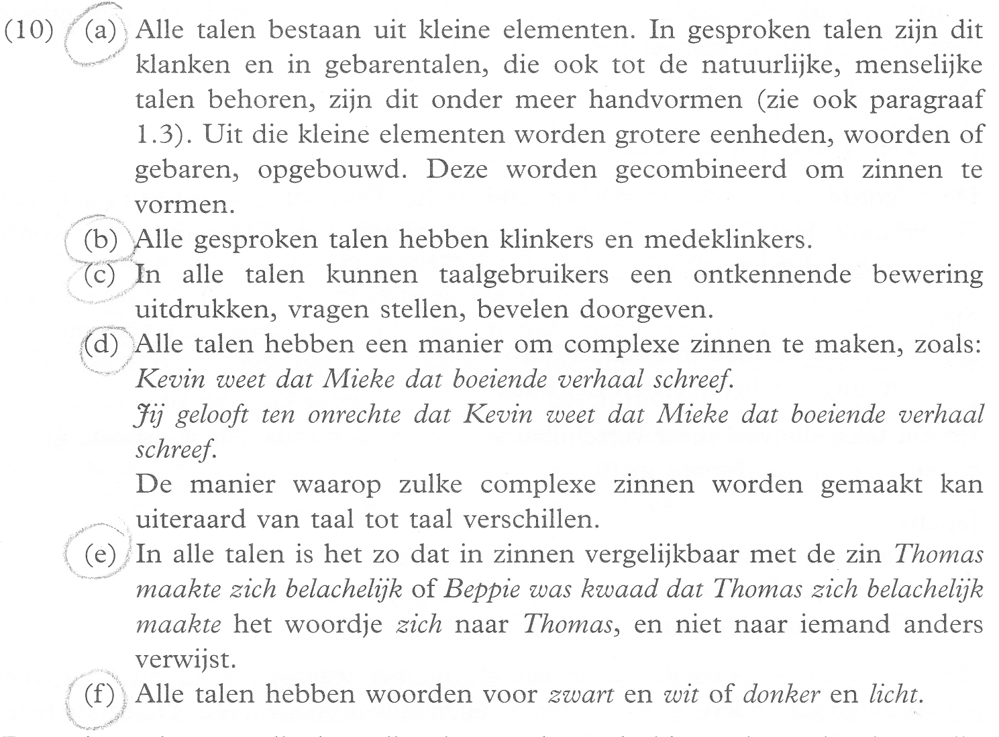 (10) (a) Alle talen bestaan uit kleine elementen. In gesproken talen zijn dit
klanken en in gebarentalen, die ook tot de natuurlijke, menselijke
talen behoren, zijn dit onder meer handvormen (zie ook paragraaf
1.3). Uit die kleine elementen worden grotere eenheden, woorden of
gebaren, opgebouwd. Deze worden gecombineerd om zinnen te
vormen.
(b) Alle gesproken talen hebben klinkers en medeklinkers.
(c) In alle talen kunnen taalgebruikers een ontkennende bewering
uitdrukken, vragen stellen, bevelen doorgeven.
(d) Alle talen hebben een manier om complexe zinnen te maken, zoals:
Kevin weet dat Mieke dat boeiende verhaal schreef.
Jij gelooft ten onrechte dat Kevin weet dat Mieke dat boeiende verhaal
schreef.
De manier waarop zulke complexe zinnen worden gemaakt kan
uiteraard van taal tot taal verschillen.
(e) In alle talen is het zo dat in zinnen vergelijkbaar met de zin Thomas
maakte zich belachelijk of Beppie was kwaad dat Thomas zich belachelijk
maakte het woordje zich naar Thomas, en niet naar iemand anders
verwijst.
(f) Alle talen hebben woorden voor zwart en wit of donker en licht.